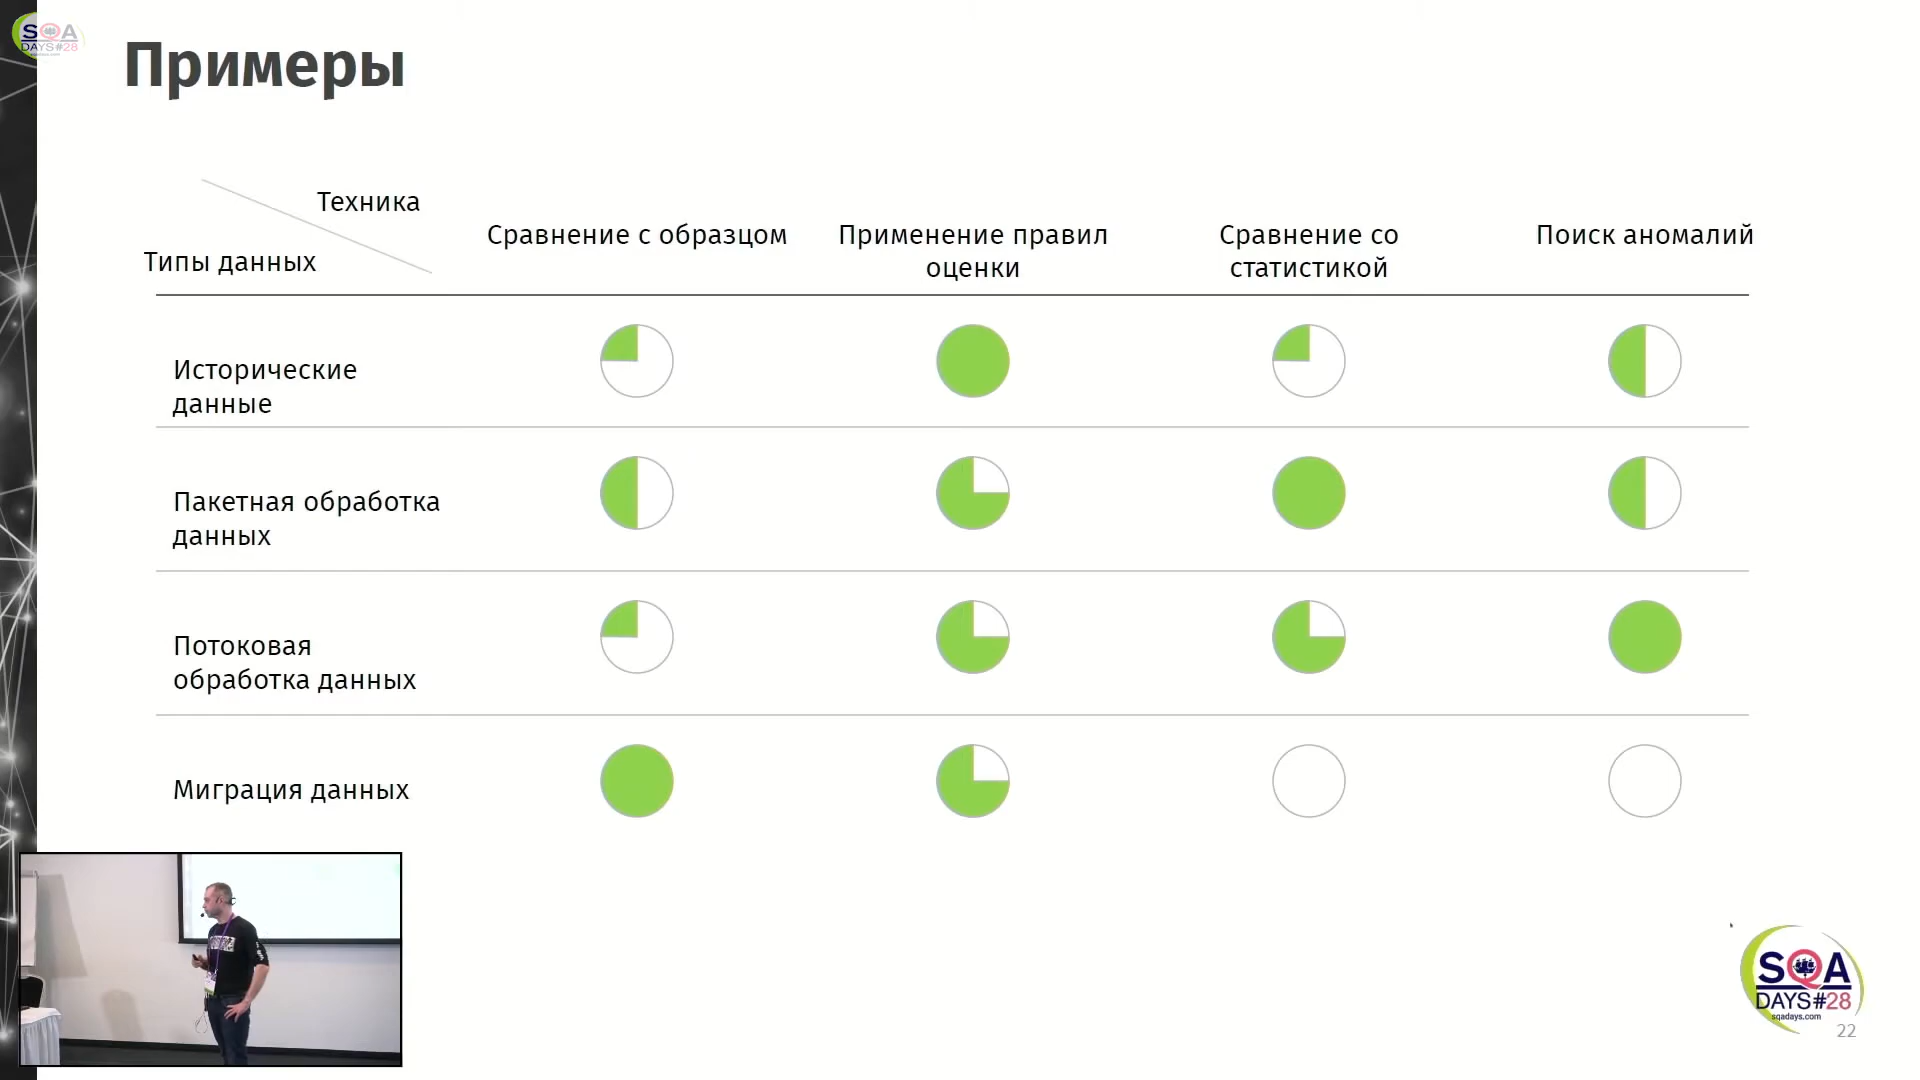 SQA
DAYS#28
Примеры
Техника
Типы данных
Сравнение с образцом
Применение правил
оценки
Сравнение со
статистикой
Поиск аномалий
Исторические
данные
Пакетная обработка
данных
Потоковая
обработка данных
Миграция данных
SQA
DAYS#28
sqadays.com
22